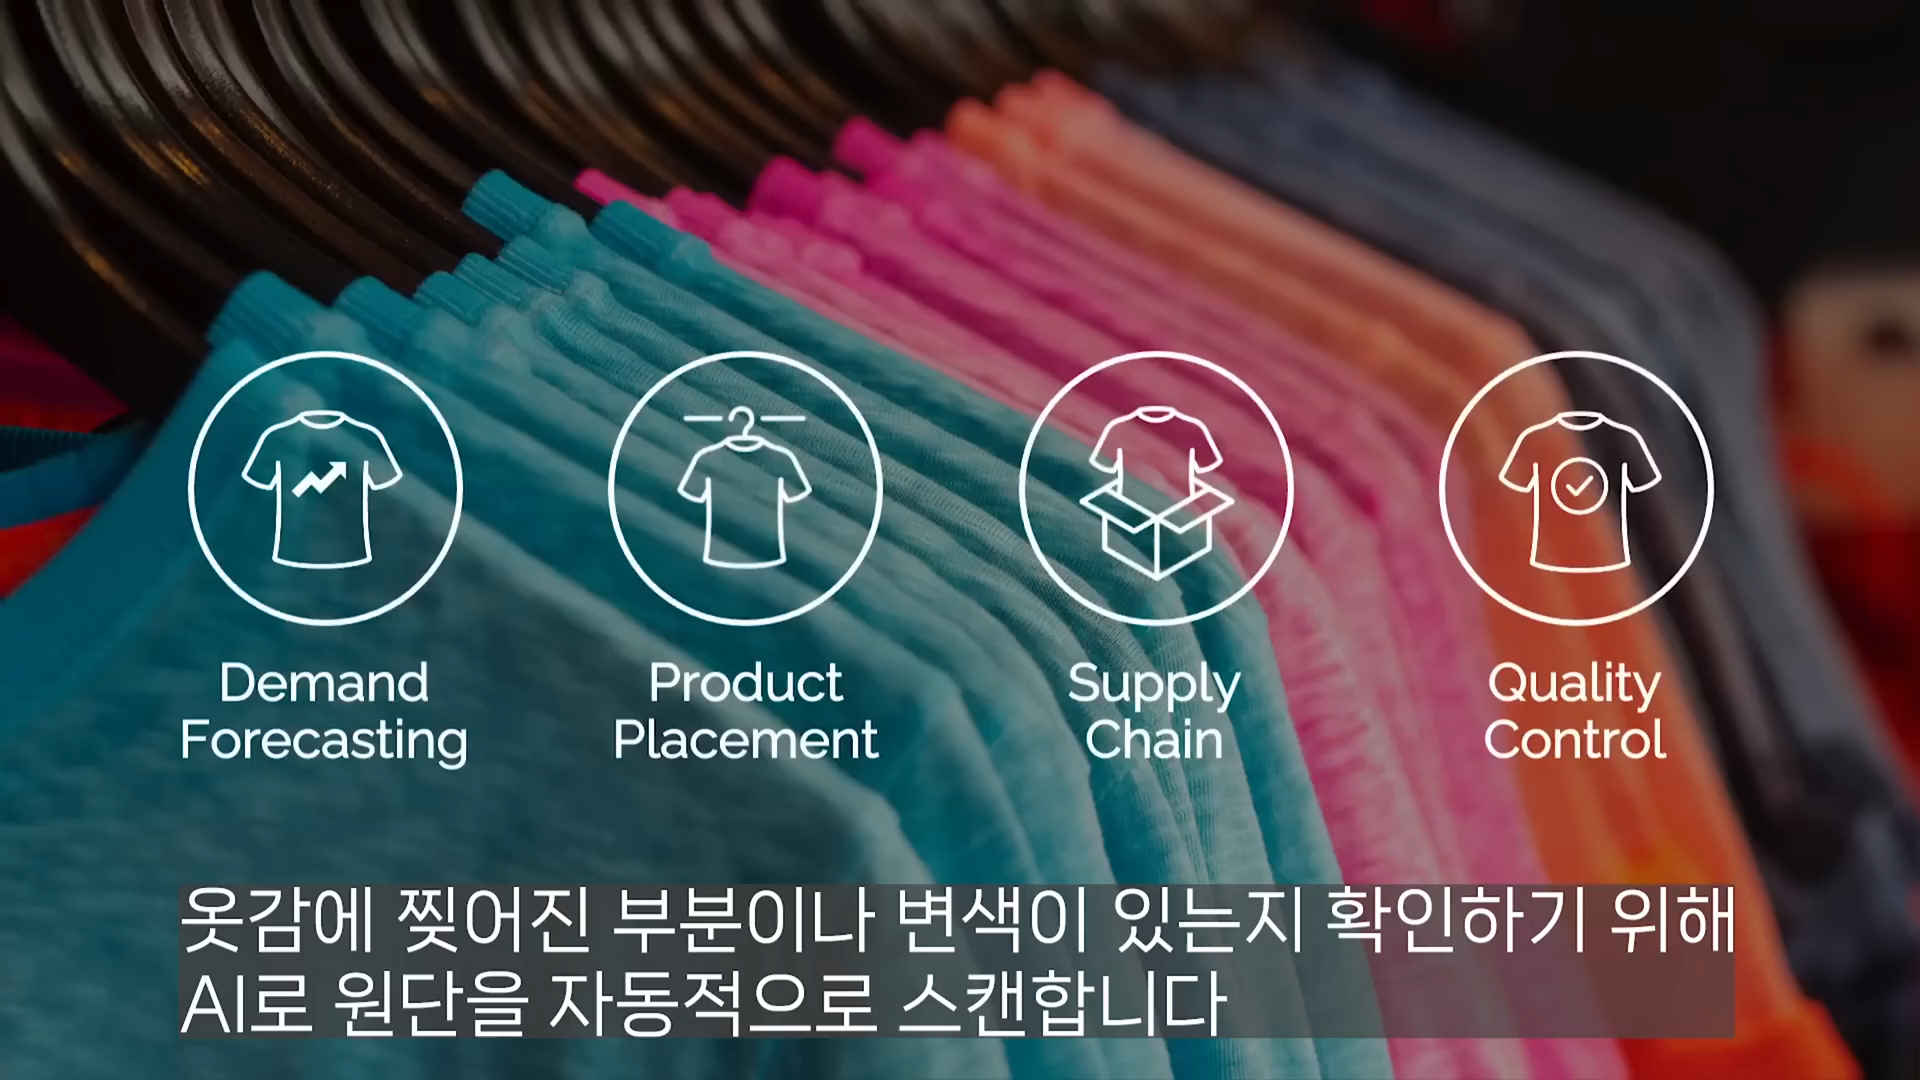 Demand
Forecasting
Product
Placement
Supply
Chain
Quality
Control
옷감에 찢어진 부분이나 변색이 있는지 확인하기 위해
AI로 원단을 자동적으로 스캔합니다